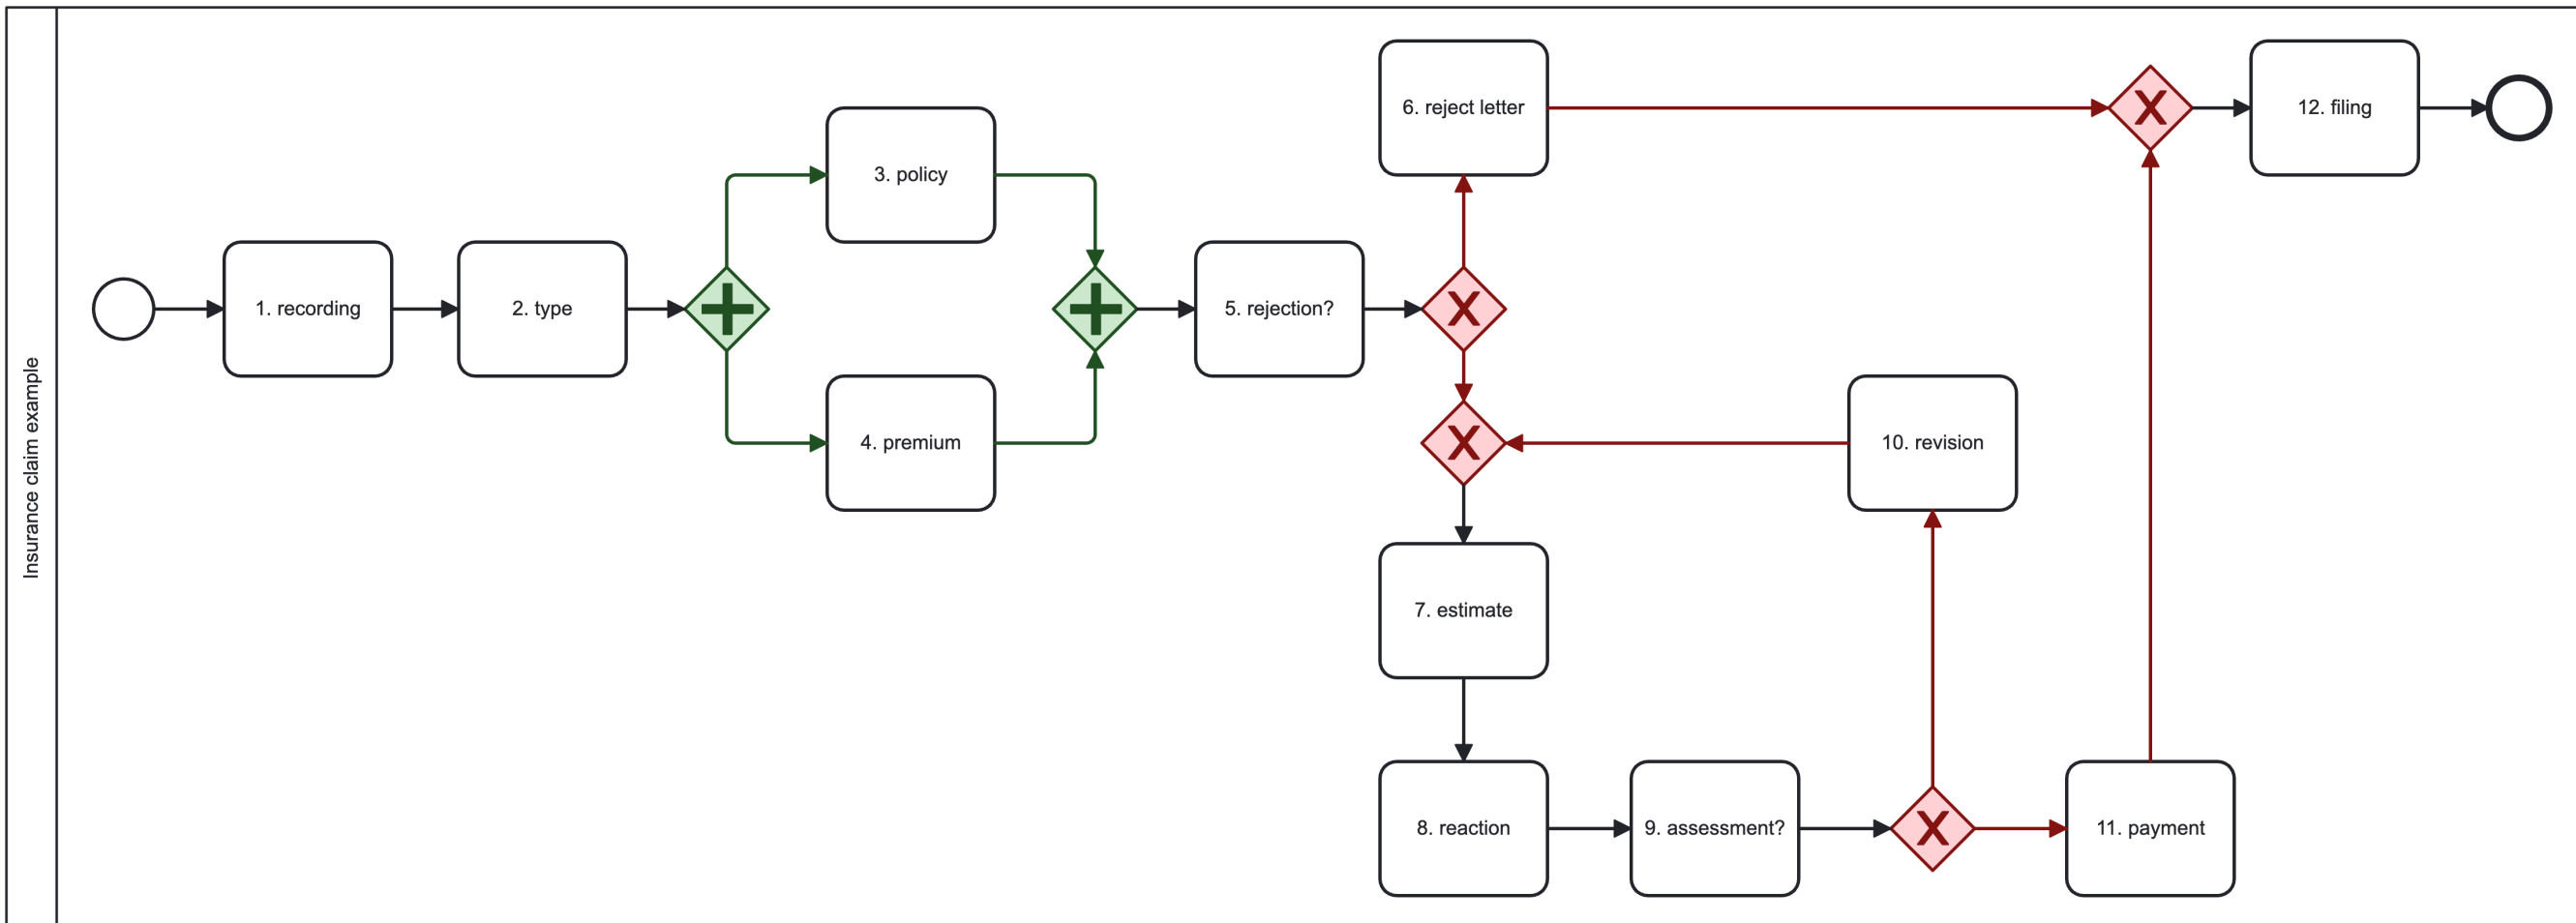 Insurance claim example
1. recording
2. type
3. policy
4. premium
5. rejection?
6. reject letter
7. estimate
8. reaction
9. assessment?
10. revision
11. payment
12. filing
X
X
X
X